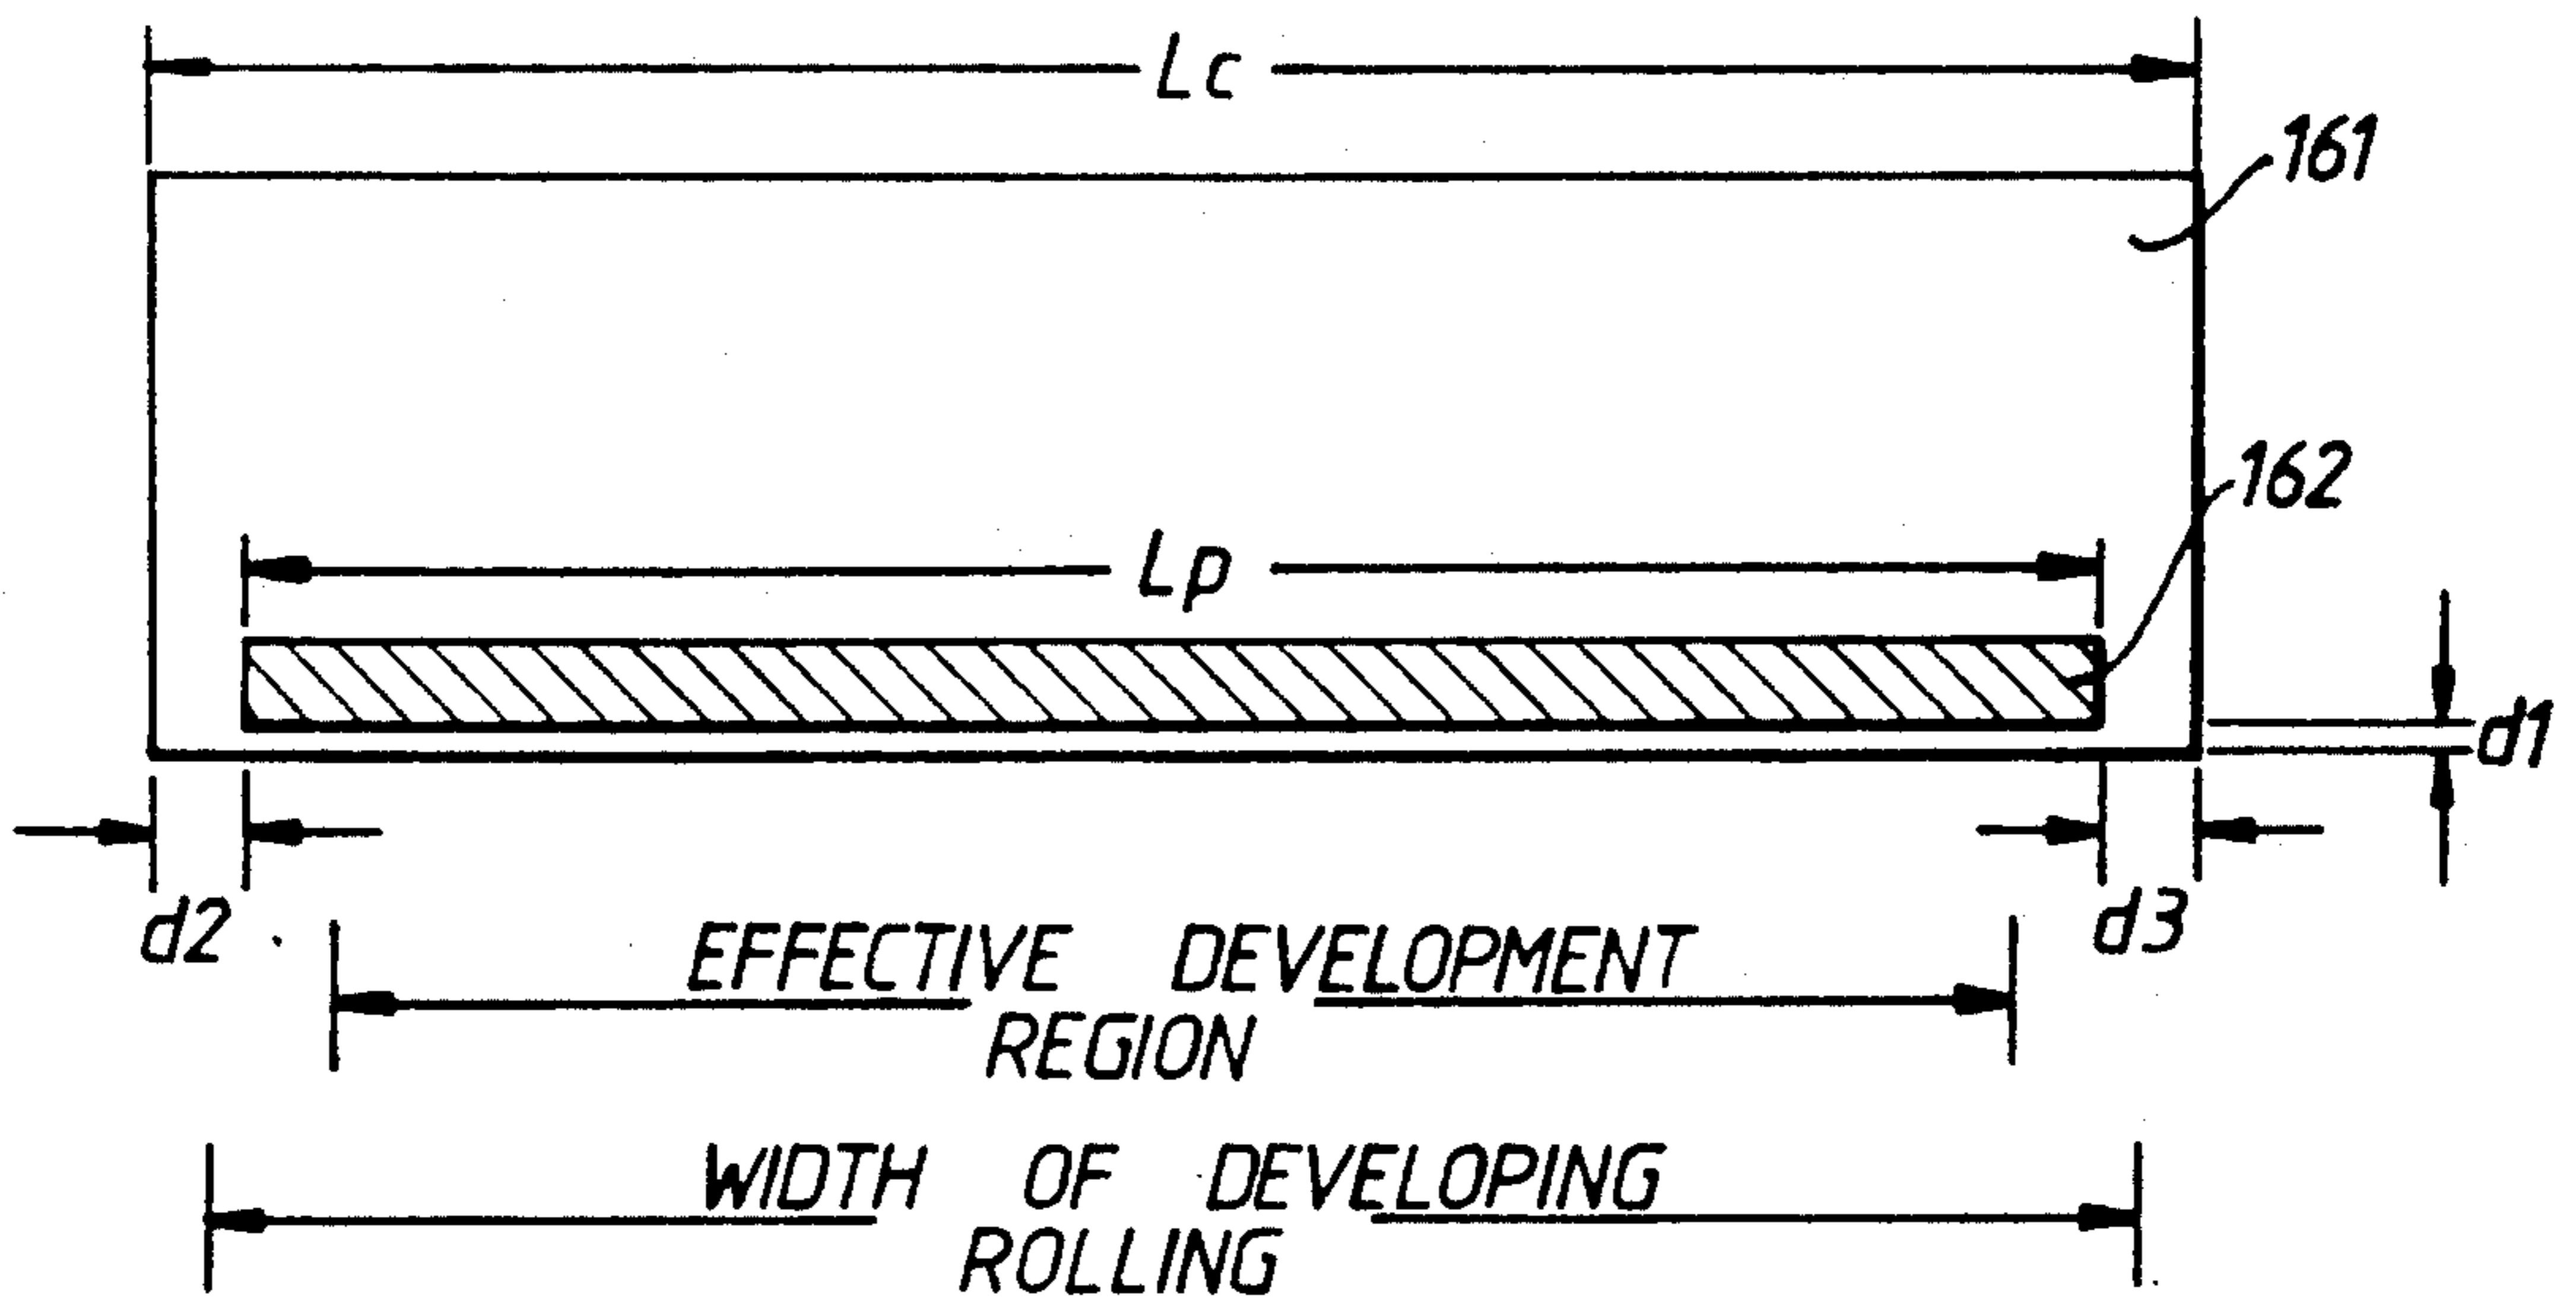 Lc
161
162
Lp
d1
d2
d3
EFFECTIVE DEVELOPMENT
REGION
WIDTH OF DEVELOPING
ROLLING